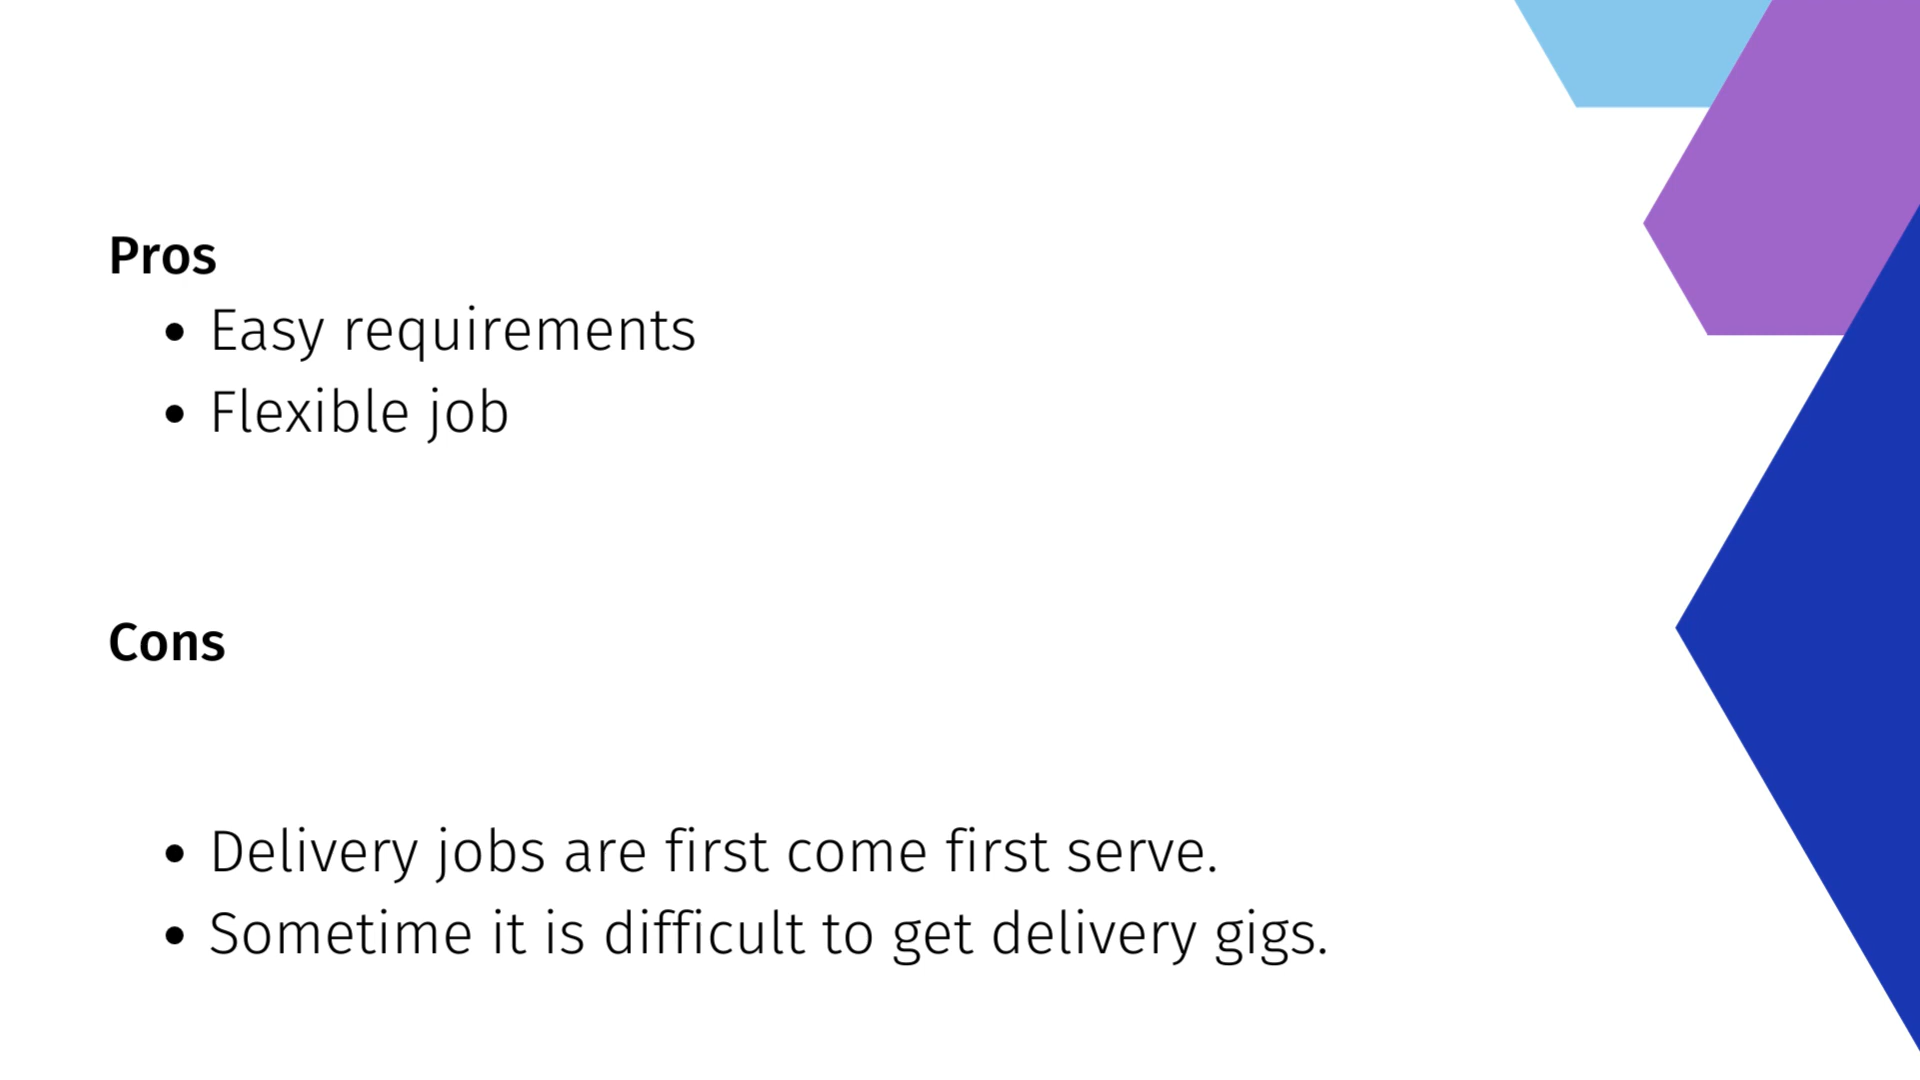 Pros
• Easy requirements
• Flexible job
Cons
• Delivery jobs are first come first serve.
• Sometime it is difficult to get delivery gigs.